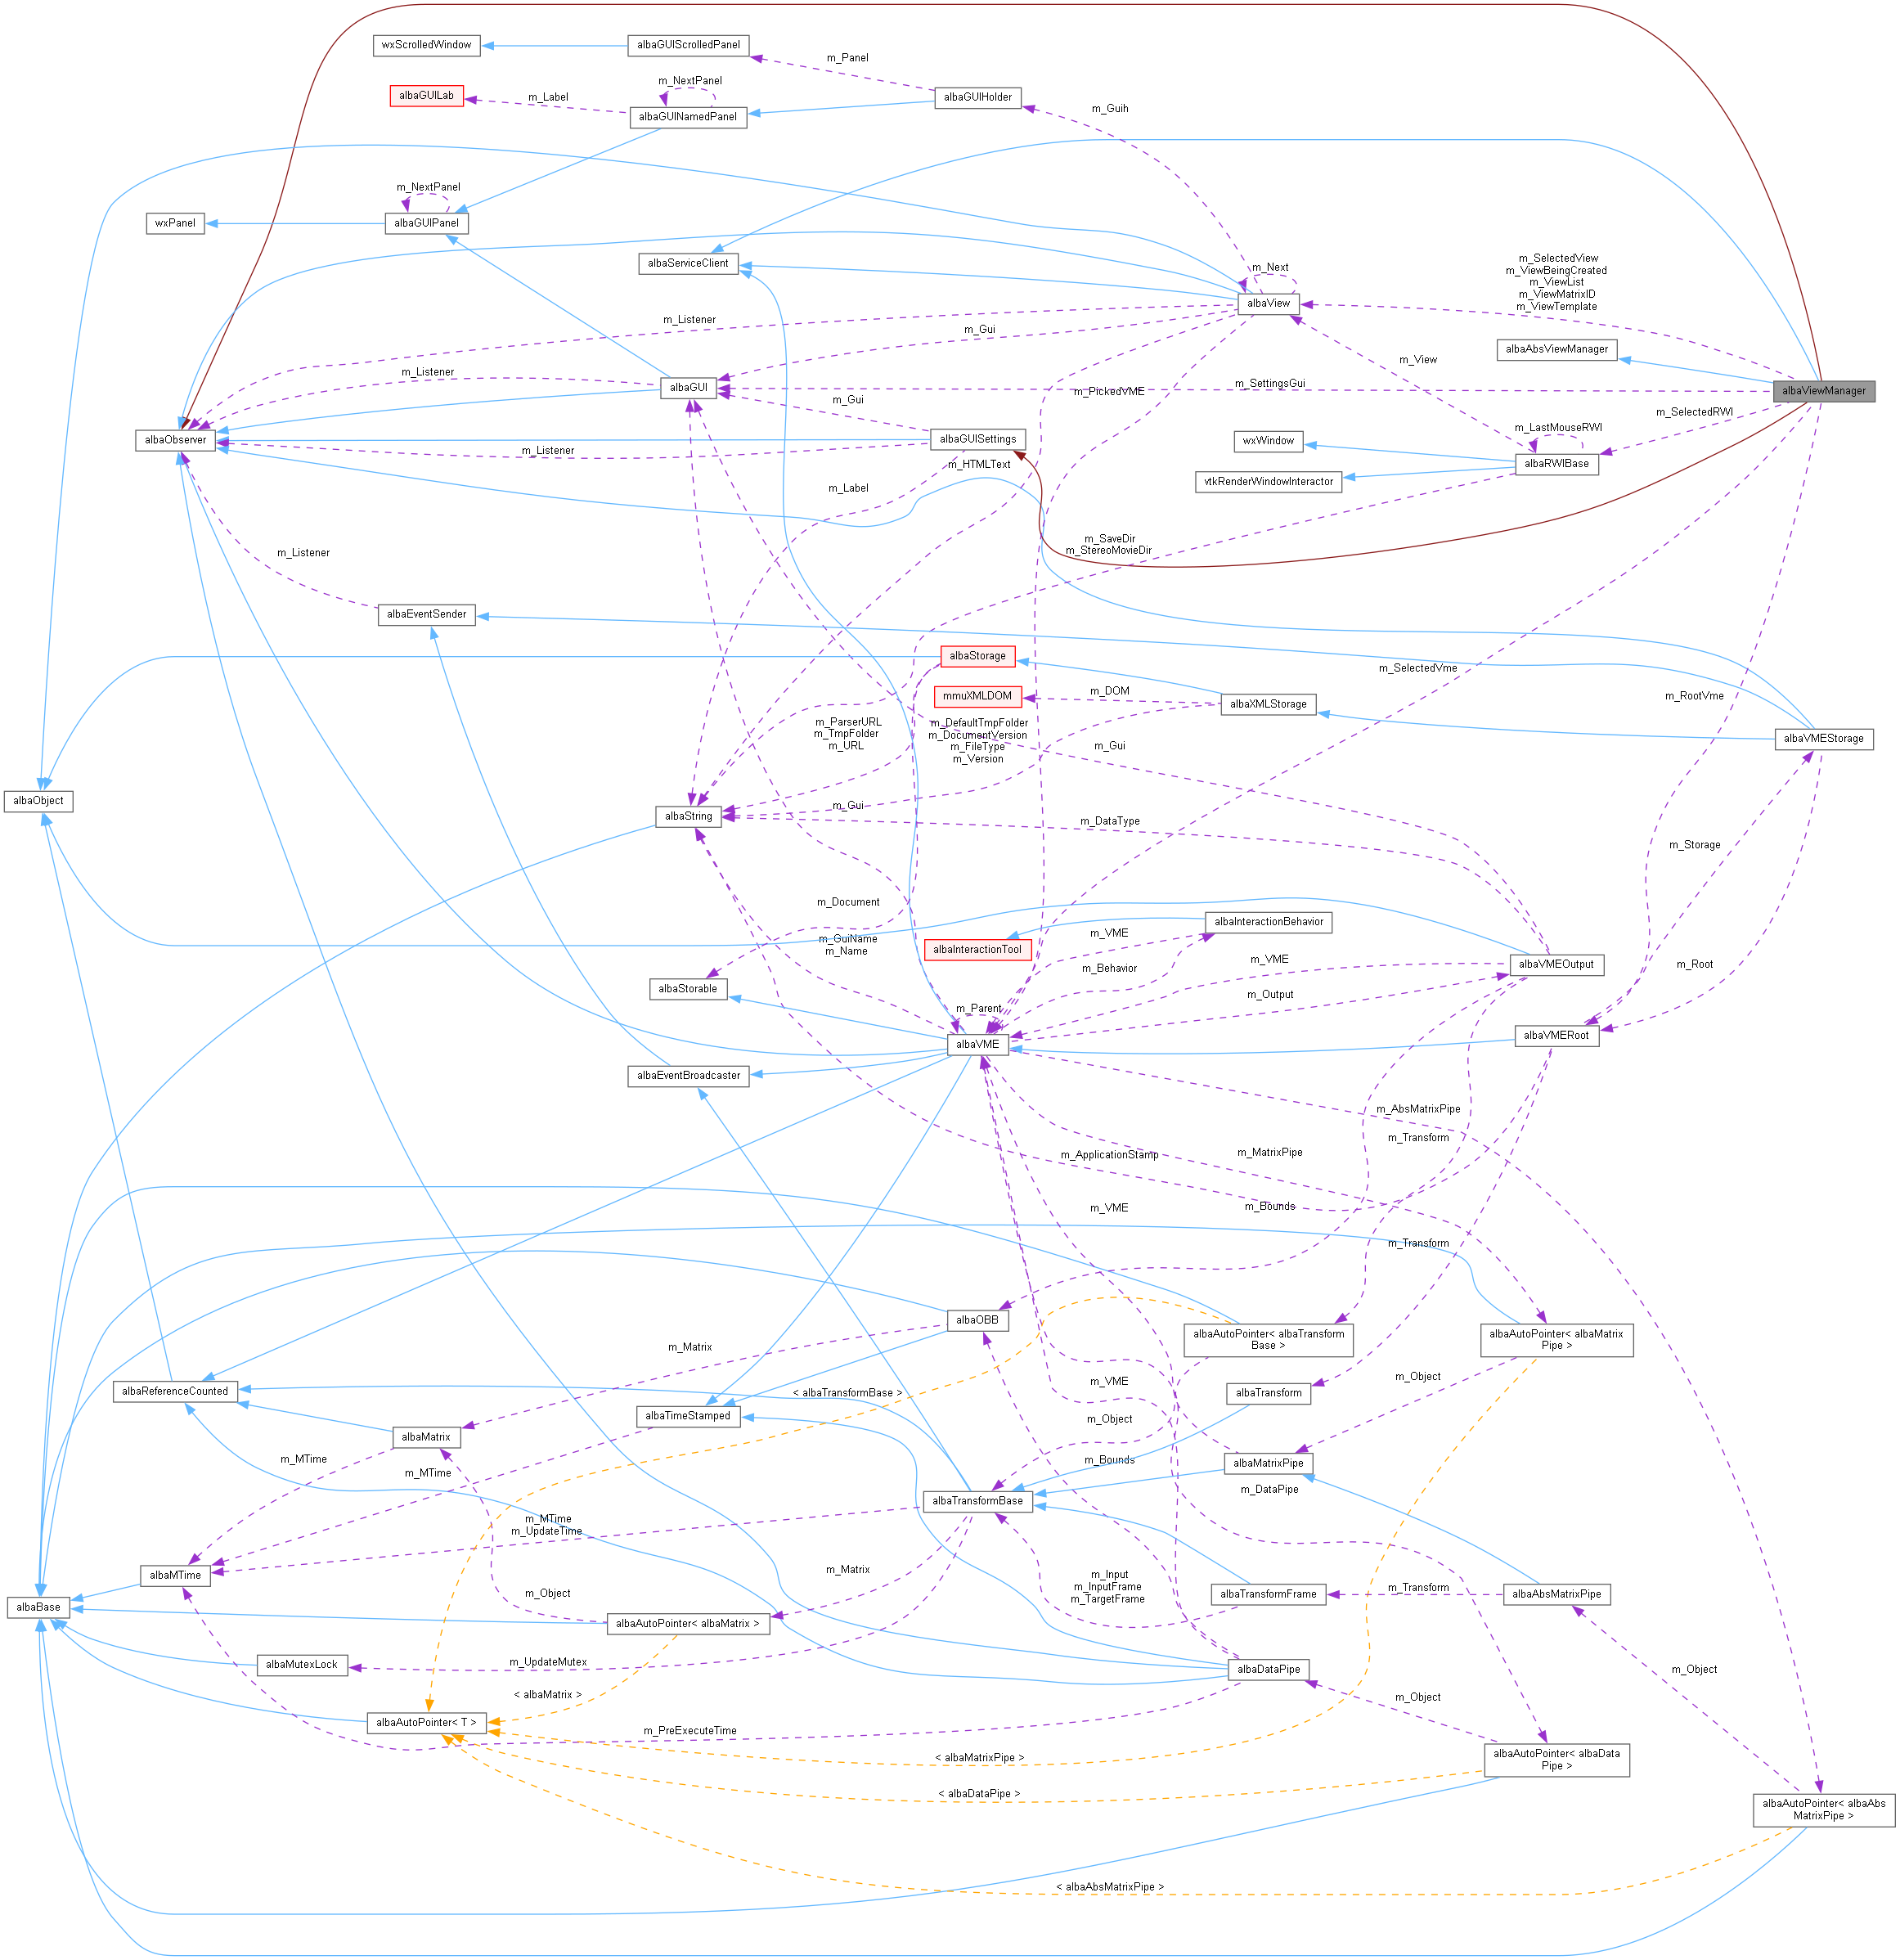 wxScrolledWindow
albaGUIScrolledPanel
m_Panel
m_NextPanel
albaGUILab
m_Label
albaGUIHolder
albaGUINamedPanel
m_Guih
m_NextPanel
wxPanel
albaGUIPanel
albaServiceClient
m_Next
m_SelectedView
m_ViewBeingCreated
m_ViewList
m_ViewMatrixID
m_ViewTemplate
albaView
m_Listener
m_Gui
albaAbsViewManager
m_View
m_Listener
albaGUI
m_PickedVME
m_SettingsGui
albaViewManager
m_Gui
m_SelectedRWI
m_LastMouseRWI
albaObserver
albaGUISettings
wxWindow
m_Listener
m_HTMLText
albaRWIBase
vtkRenderWindowInteractor
m_Label
m_Listener
m_SaveDir
m_StereoMovieDir
albaEventSender
albaStorage
m_SelectedVme
m_DOM
m_RootVme
mmuXMLDOM
albaXMLStorage
m_ParserURL
m_TmpFolder
m_URL
m_DefaultTmpFolder
m_DocumentVersion
m_FileType
m_Version
m_Gui
albaVMEStorage
albaObject
m_Gui
albaString
m_DataType
m_Storage
m_Document
albaInteractionBehavior
m_GuiName
m_Name
albaInteractionTool
m_VME
m_VME
m_Behavior
albaVMEOutput
m_Root
albaStorable
m_Output
m_Parent
albaVME
albaVMERoot
albaEventBroadcaster
m_AbsMatrixPipe
m_Transform
m_MatrixPipe
m_ApplicationStamp
m_VME
m_Bounds
m_Transform
albaOBB
albaAutoPointer< albaTransform
Base >
albaAutoPointer< albaMatrix
Pipe >
m_Matrix
m_Object
albaReferenceCounted
< albaTransformBase >
m_VME
albaTransform
albaTimeStamped
m_Object
albaMatrix
m_MTime
m_MTime
m_Bounds
albaMatrixPipe
m_DataPipe
albaTransformBase
m_MTime
m_UpdateTime
albaMTime
m_Matrix
m_Input
m_InputFrame
m_TargetFrame
m_Object
albaTransformFrame
m_Transform
albaAbsMatrixPipe
albaBase
albaAutoPointer< albaMatrix >
albaMutexLock
m_UpdateMutex
albaDataPipe
m_Object
< albaMatrix >
m_Object
albaAutoPointer< T >
m_PreExecuteTime
< albaMatrixPipe >
albaAutoPointer< albaData
Pipe >
< albaDataPipe >
albaAutoPointer< albaAbs
MatrixPipe >
< albaAbsMatrixPipe >